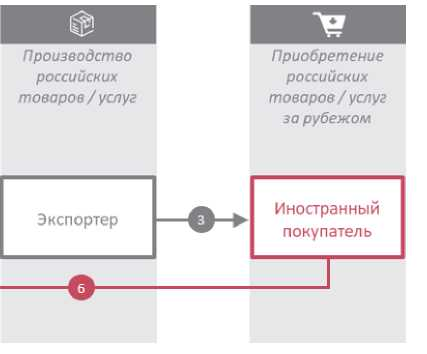 Производство
российских
товаров / услуг
Приобретение
российских
товаров / услуг
за рубежом
Экспортер
3
Иностранный
покупатель
6